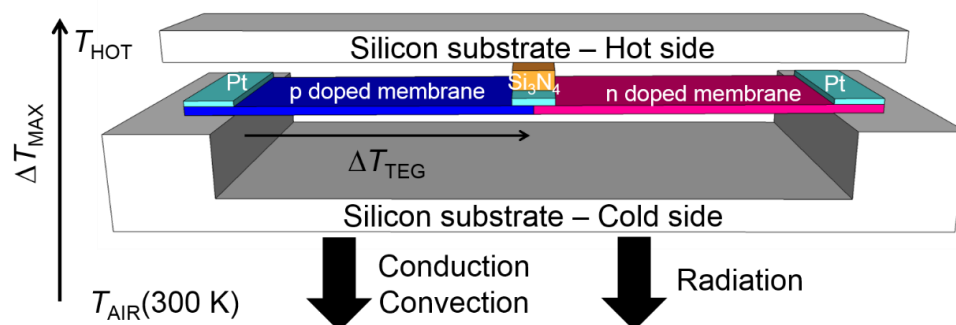 T_HOT
Silicon substrate – Hot side
Pt
Si₃N₄
Pt
p doped membrane
n doped membrane
ΔT_MAX
ΔT_TEG
Silicon substrate – Cold side
Conduction
Convection
Radiation
T_AIR(300 K)